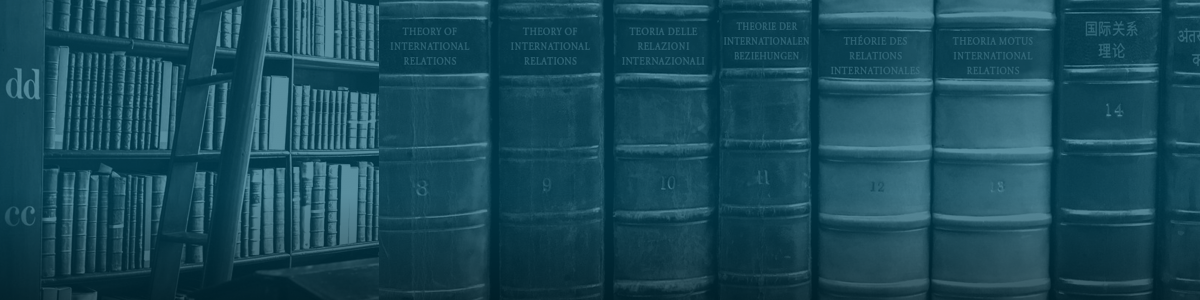 dd
cc
THEORY OF
INTERNATIONAL
RELATIONS
8
THEORY OF
INTERNATIONAL
RELATIONS
9
TEORIA DELLE
RELAZIONI
INTERNAZIONALI
10
THEORIE DER
INTERNATIONALEN
BEZIEHUNGEN
11
THÉORIE DES
RELATIONS
INTERNATIONALES
12
THEORIA MOTUS
INTERNATIONAL
RELATIONS
13
国际关系
理论
14